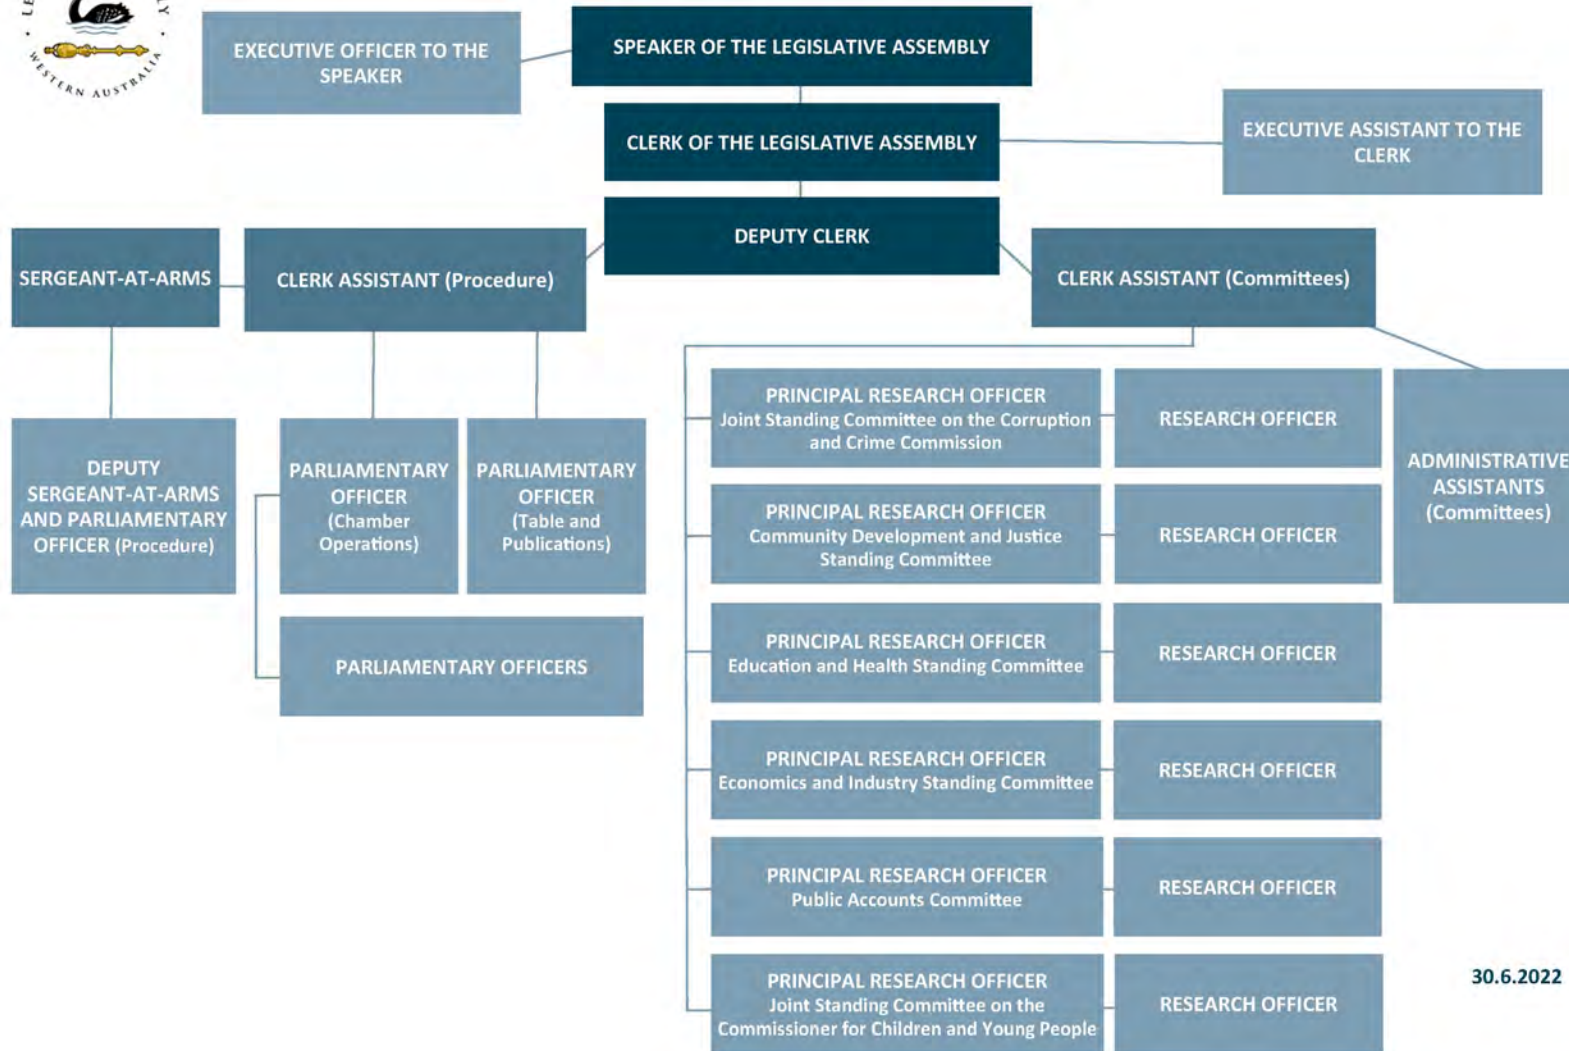 WESTERN AUSTRALIA
EXECUTIVE OFFICER TO THE
SPEAKER
SPEAKER OF THE LEGISLATIVE ASSEMBLY
CLERK OF THE LEGISLATIVE ASSEMBLY
EXECUTIVE ASSISTANT TO THE
CLERK
DEPUTY CLERK
SERGEANT-AT-ARMS
CLERK ASSISTANT (Procedure)
CLERK ASSISTANT (Committees)
DEPUTY
SERGEANT-AT-ARMS
AND PARLIAMENTARY
OFFICER (Procedure)
PARLIAMENTARY
OFFICER
(Chamber
Operations)
PARLIAMENTARY
OFFICER
(Table and
Publications)
PARLIAMENTARY OFFICERS
PRINCIPAL RESEARCH OFFICER
Joint Standing Committee on the Corruption
and Crime Commission
RESEARCH OFFICER
PRINCIPAL RESEARCH OFFICER
Community Development and Justice
Standing Committee
RESEARCH OFFICER
PRINCIPAL RESEARCH OFFICER
Education and Health Standing Committee
RESEARCH OFFICER
PRINCIPAL RESEARCH OFFICER
Economics and Industry Standing Committee
RESEARCH OFFICER
PRINCIPAL RESEARCH OFFICER
Public Accounts Committee
RESEARCH OFFICER
PRINCIPAL RESEARCH OFFICER
Joint Standing Committee on the
Commissioner for Children and Young People
RESEARCH OFFICER
ADMINISTRATIVE
ASSISTANTS
(Committees)
30.6.2022